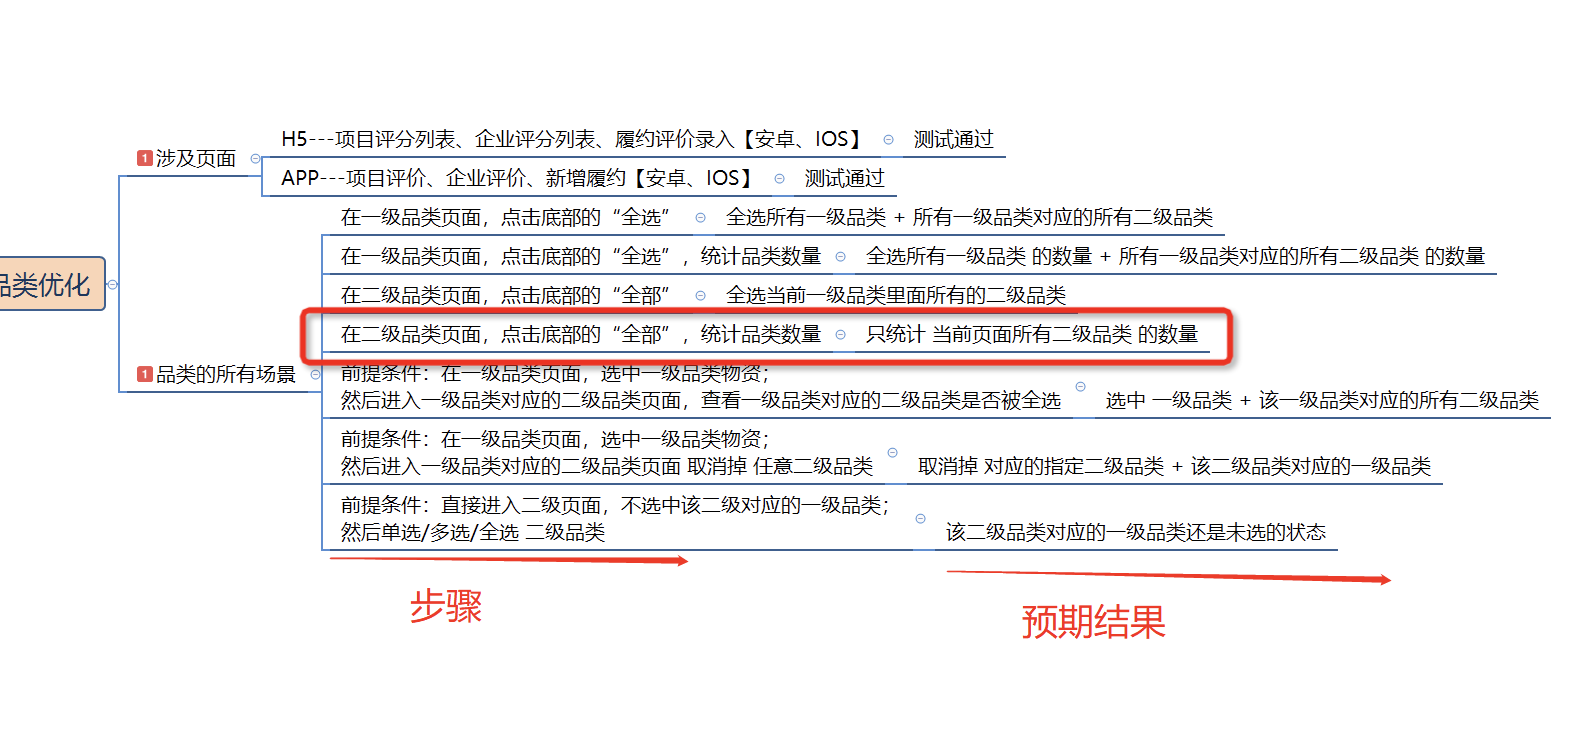 品类优化
1 涉及页面
H5---项目评分列表、企业评分列表、履约评价录入【安卓、IOS】 测试通过
APP---项目评价、企业评价、新增履约【安卓、IOS】 测试通过
1 品类的所有场景
在一级品类页面，点击底部的“全选” 全选所有一级品类 + 所有一级品类对应的所有二级品类
在一级品类页面，点击底部的“全选”，统计品类数量 全选所有一级品类 的数量 + 所有一级品类对应的所有二级品类 的数量
在二级品类页面，点击底部的“全部” 全选当前一级品类里面所有的二级品类
在二级品类页面，点击底部的“全部”，统计品类数量 只统计 当前页面所有二级品类 的数量
前提条件：在一级品类页面，选中一级品类物资；
然后进入一级品类对应的二级品类页面，查看一级品类对应的二级品类是否被全选 选中 一级品类 + 该一级品类对应的所有二级品类
前提条件：在一级品类页面，选中一级品类物资；
然后进入一级品类对应的二级品类页面 取消掉 任意二级品类 取消掉 对应的指定二级品类 + 该二级品类对应的一级品类
前提条件：直接进入二级页面，不选中该二级对应的一级品类；
然后单选/多选/全选 二级品类 该二级品类对应的一级品类还是未选的状态
步骤
预期结果